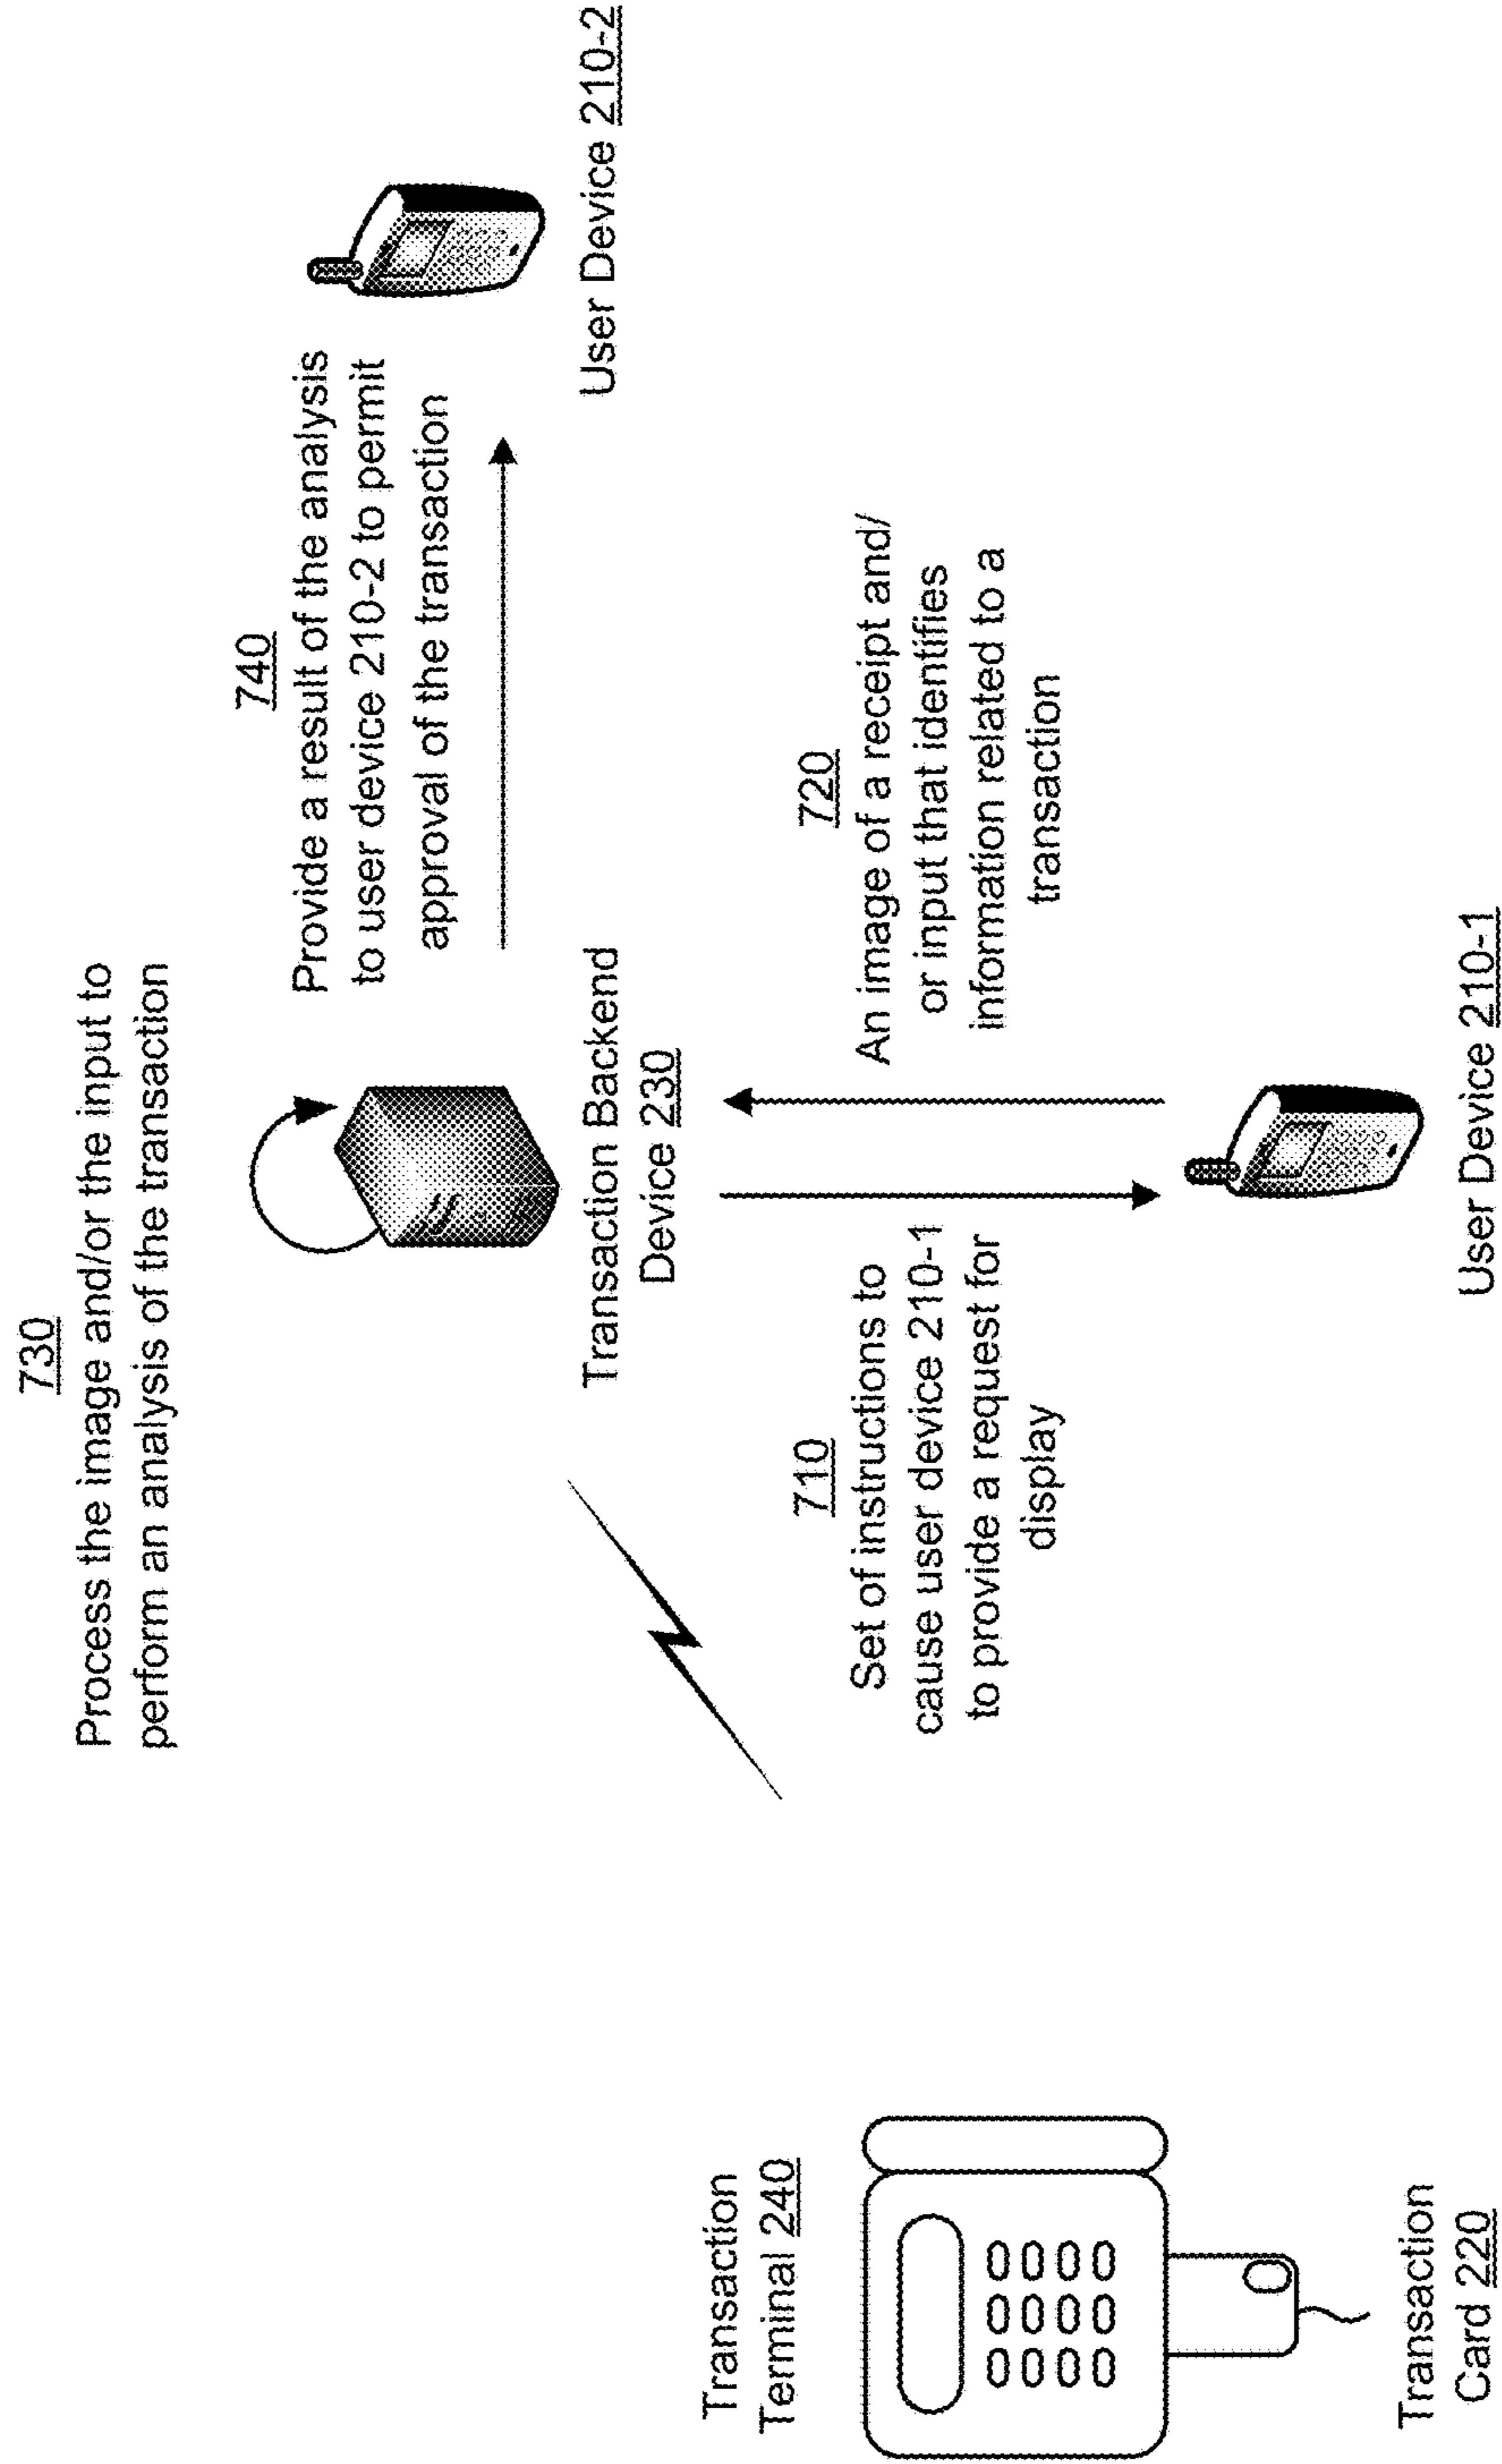 730
Process the image and/or the input to
perform an analysis of the transaction
740
Provide a result of the analysis
to user device 210-2 to permit
approval of the transaction
Transaction Backend
Device 230
User Device 210-2
Transaction
Terminal 240
710
Set of instructions to
cause user device 210-1
to provide a request for
display
720
An image of a receipt and/
or input that identifies
information related to a
transaction
Transaction
Card 220
User Device 210-1